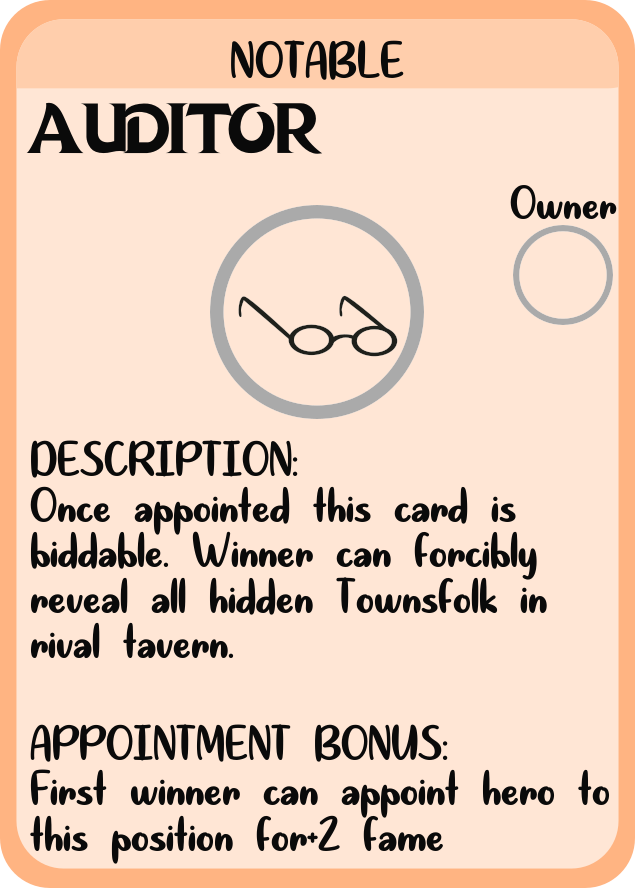 NOTABLE
AUDITOR
Owner
DESCRIPTION:
Once appointed this card is
biddable. Winner can forcibly
reveal all hidden Townsfolk in
rival tavern.
APPOINTMENT BONUS:
First winner can appoint hero to
this position for+2 fame